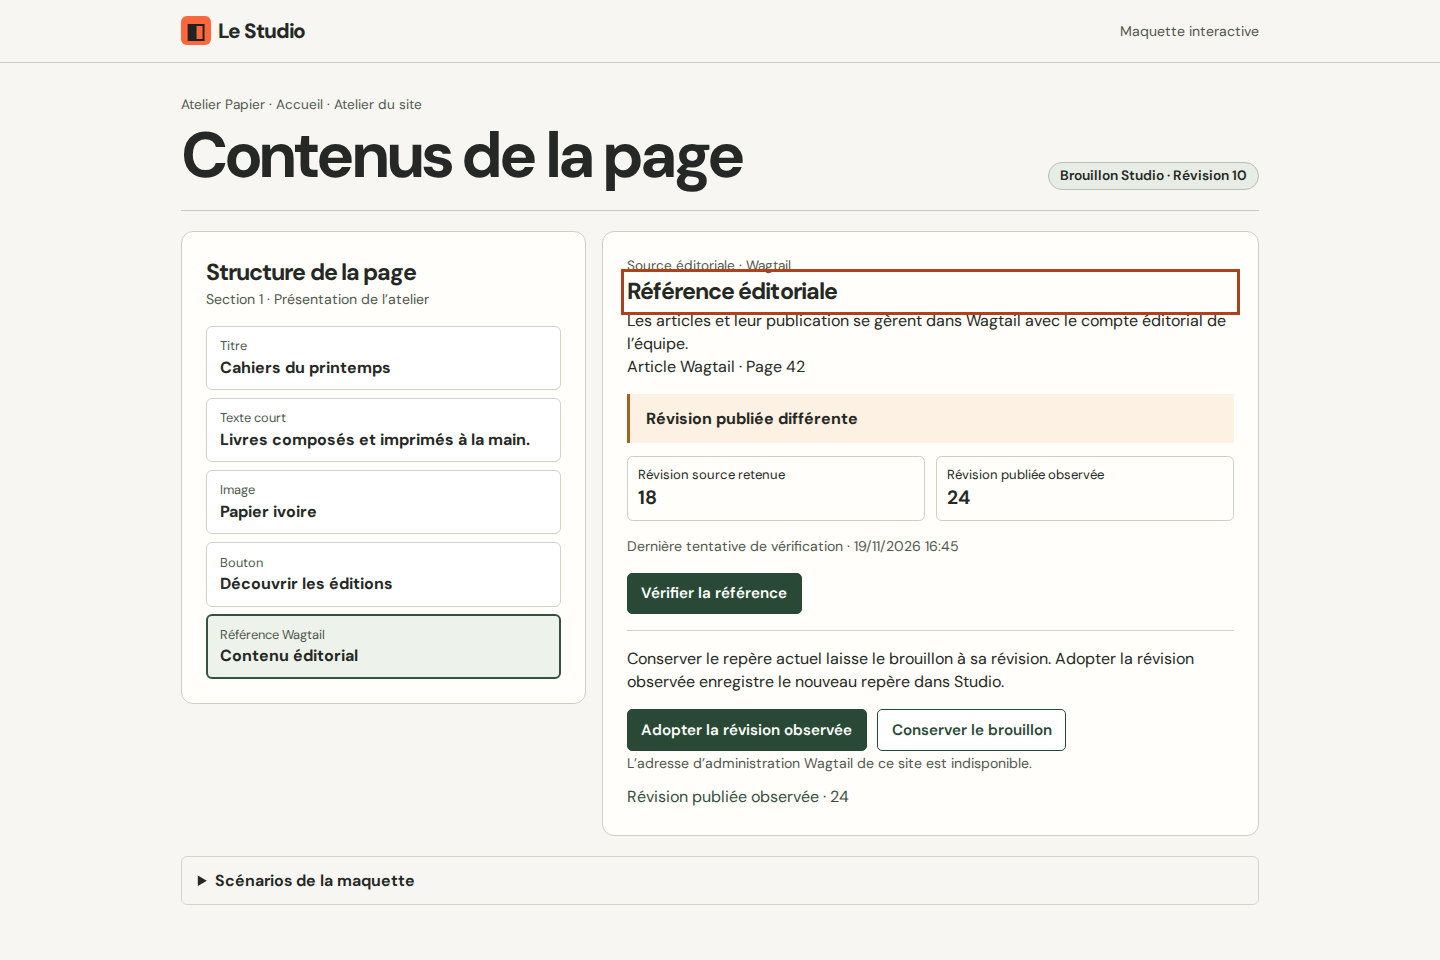 Le Studio
Maquette interactive
Atelier Papier · Accueil · Atelier du site
Contenus de la page
Brouillon Studio · Révision 10
Structure de la page
Section 1 · Présentation de l’atelier
Titre
Cahiers du printemps
Texte court
Livres composés et imprimés à la main.
Image
Papier ivoire
Bouton
Découvrir les éditions
Référence Wagtail
Contenu éditorial
Source éditoriale · Wagtail
Référence éditoriale
Les articles et leur publication se gèrent dans Wagtail avec le compte éditorial de
l’équipe.
Article Wagtail · Page 42
Révision publiée différente
Révision source retenue
18
Révision publiée observée
24
Dernière tentative de vérification · 19/11/2026 16:45
Vérifier la référence
Conserver le repère actuel laisse le brouillon à sa révision. Adopter la révision
observée enregistre le nouveau repère dans Studio.
Adopter la révision observée
Conserver le brouillon
L’adresse d’administration Wagtail de ce site est indisponible.
Révision publiée observée · 24
Scénarios de la maquette